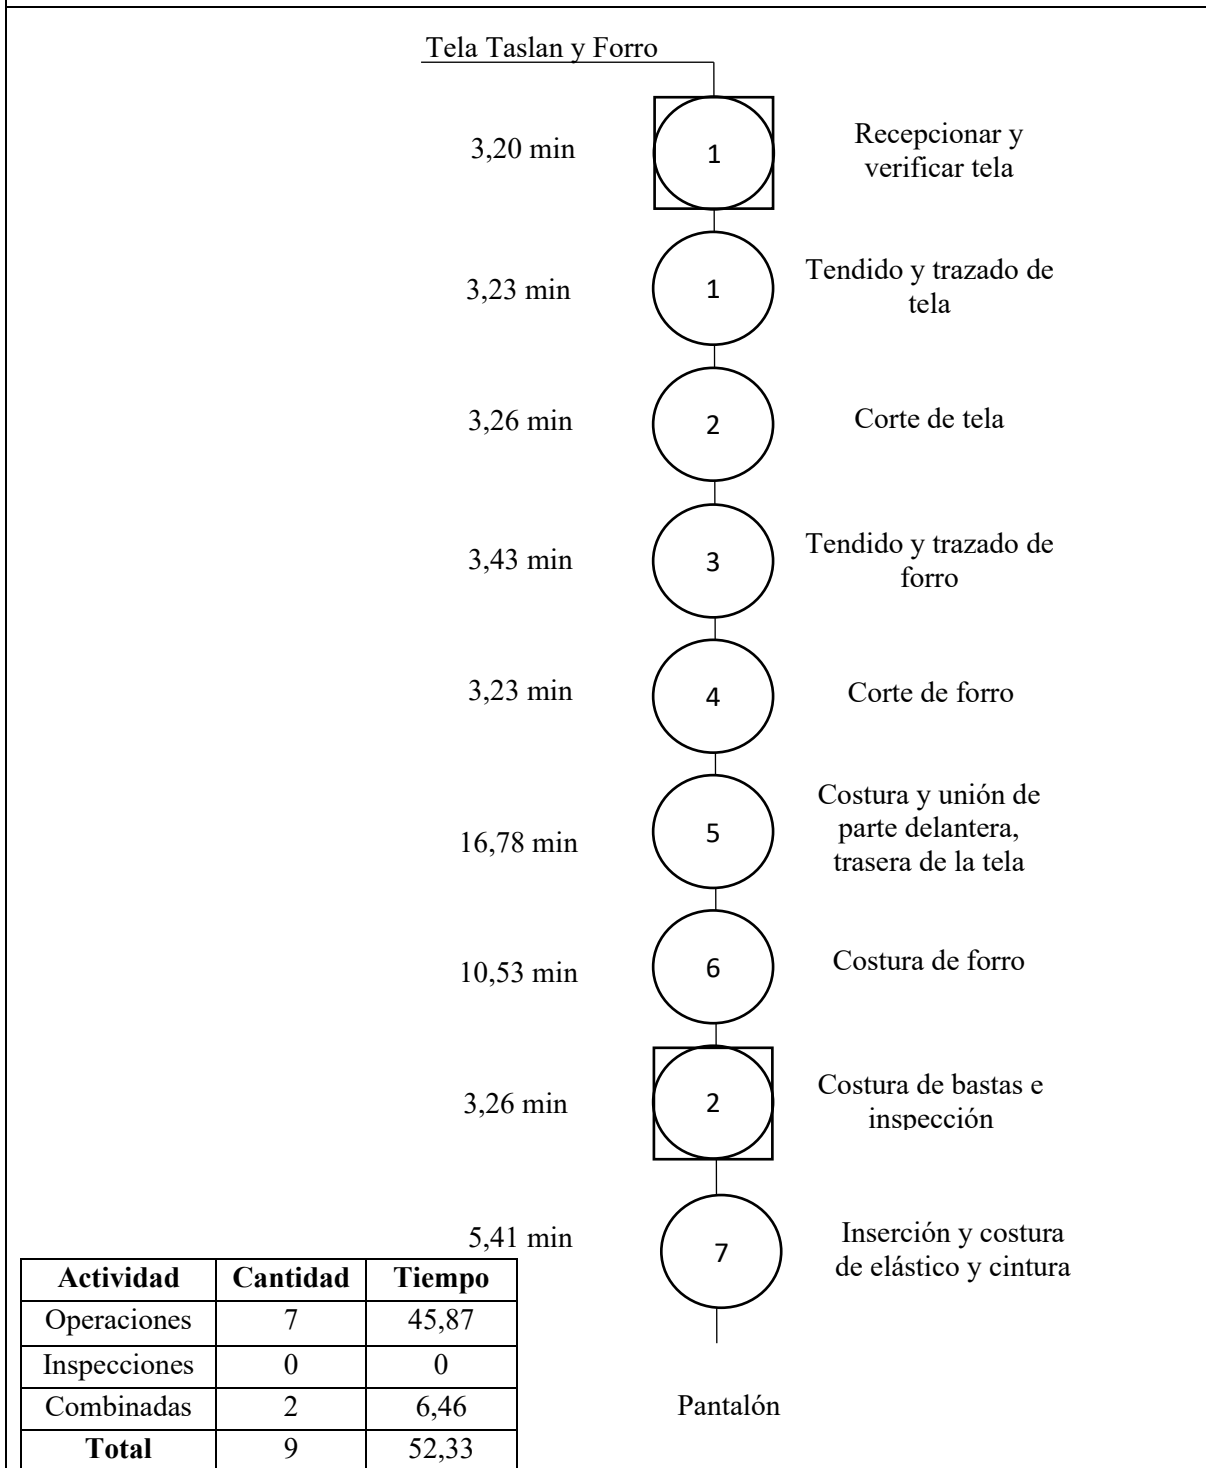 Tela Taslan y Forro
3,20 min
1
Recepcionar y
verificar tela
3,23 min
1
Tendido y trazado de
tela
3,26 min
2
Corte de tela
3,43 min
3
Tendido y trazado de
forro
3,23 min
4
Corte de forro
16,78 min
5
Costura y unión de
parte delantera,
trasera de la tela
10,53 min
6
Costura de forro
3,26 min
2
Costura de bastas e
inspección
5,41 min
7
Inserción y costura
de elástico y cintura
Actividad Cantidad Tiempo
Operaciones 7 45,87
Inspecciones 0 0
Combinadas 2 6,46
Total 9 52,33
Pantalón